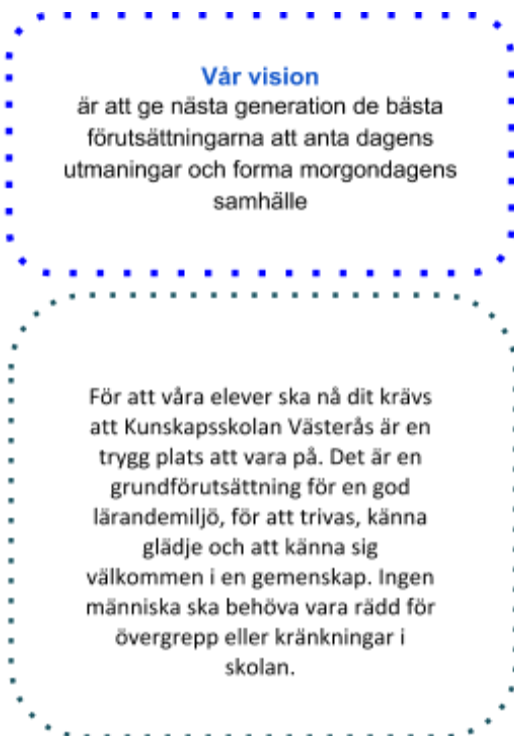 Vår vision
är att ge nästa generation de bästa
förutsättningarna att anta dagens
utmaningar och forma morgondagens
samhälle
För att våra elever ska nå dit krävs
att Kunskapsskolan Västerås är en
trygg plats att vara på. Det är en
grundförutsättning för en god
lärandemiljö, för att trivas, känna
glädje och att känna sig
välkommen i en gemenskap. Ingen
människa ska behöva vara rädd för
övergrepp eller kränkningar i
skolan.